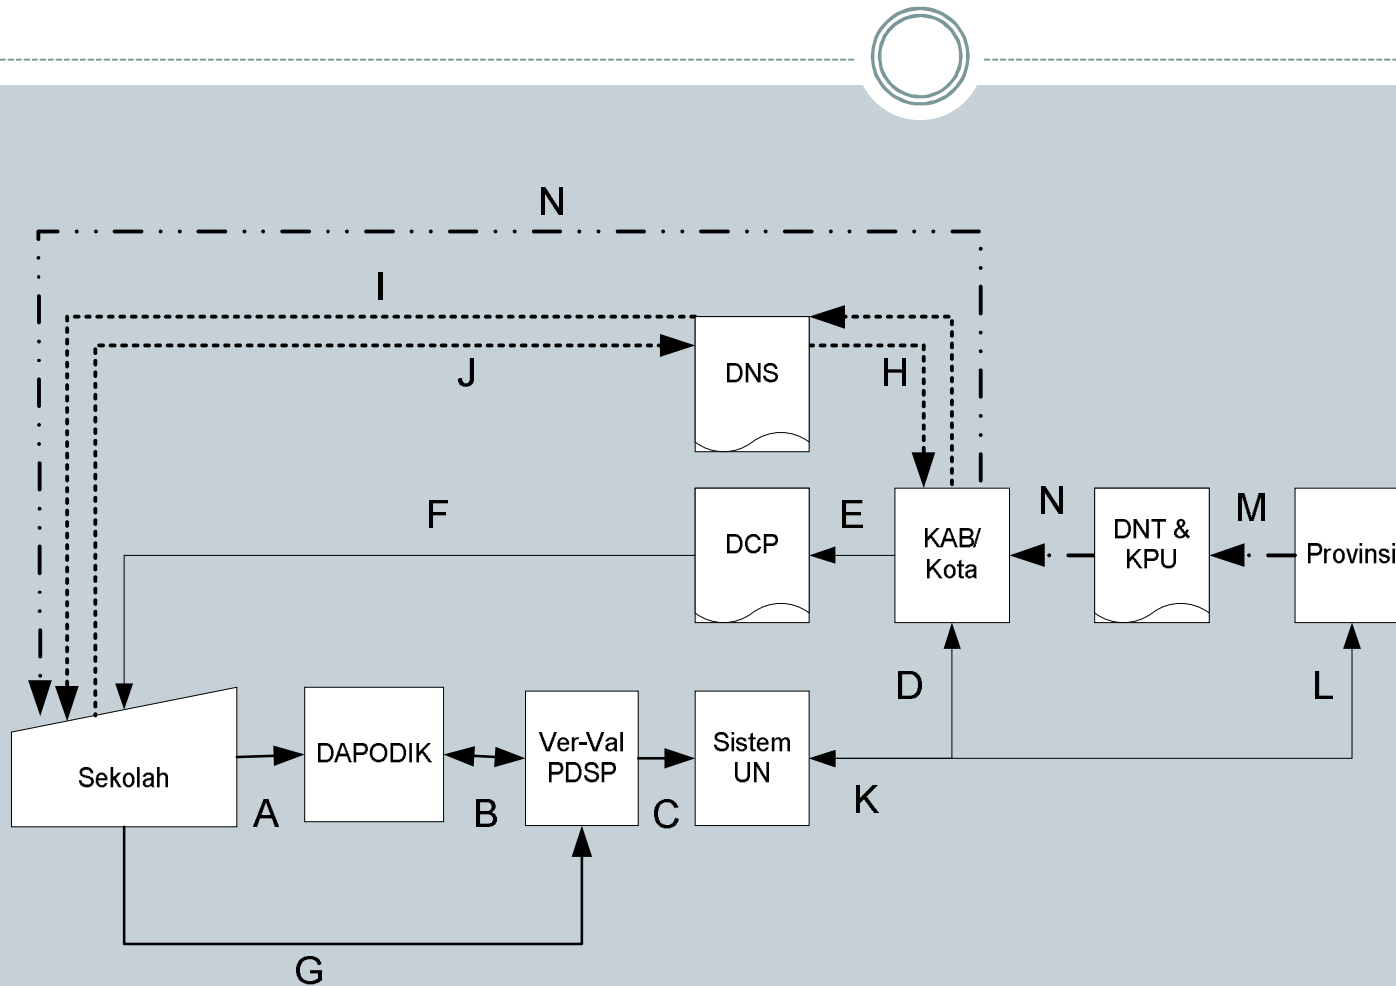 N
I
J
DNS
H
F
DCP
E
KAB/
Kota
N
DNT &
KPU
M
Provinsi
D
L
Sekolah
A
DAPODIK
B
Ver-Val
PDSP
C
Sistem
UN
K
G